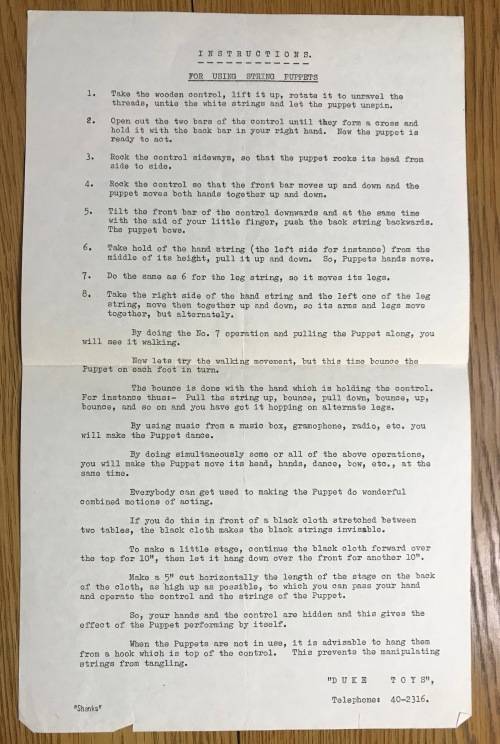 I N S T R U C T I O N S.
FOR USING STRING PUPPETS
1. Take the wooden control, lift it up, rotate it to unravel the
threads, untie the white strings and let the puppet unspin.
2. Open out the two bars of the control until they form a cross and
hold it with the back bar in your right hand. Now the puppet is
ready to act.
3. Rock the control sideways, so that the puppet rocks its head from
side to side.
4. Rock the control so that the front bar moves up and down and the
puppet moves both hands together up and down.
5. Tilt the front bar of the control downwards and at the same time
with the aid of your little finger, push the back string backwards.
The puppet bows.
6. Take hold of the hand string (the left side for instance) from the
middle of its height, pull it up and down. So, Puppets hands move.
7. Do the same as 6 for the leg string, so it moves its legs.
8. Take the right side of the hand string and the left one of the leg
string, move them together up and down, so its arms and legs move
together, but alternately.
By doing the No. 7 operation and pulling the Puppet along, you
will see it walking.
Now lets try the walking movement, but this time bounce the
Puppet on each foot in turn.
The bounce is done with the hand which is holding the control.
For instance thus:- Pull the string up, bounce, pull down, bounce, up,
bounce, and so on and you have got it hopping on alternate legs.
By using music from a music box, gramophone, radio, etc. you
will make the Puppet dance.
By doing simultaneously some or all of the above operations,
you will make the Puppet move its head, hands, dance, bow, etc., at the
same time.
Everybody can get used to making the Puppet do wonderful
combined motions of acting.
If you do this in front of a black cloth stretched between
two tables, the black cloth makes the black strings invisible.
To make a little stage, continue the black cloth forward over
the top for 10", then let it hang down over the front for another 10".
Make a 5" cut horizontally the length of the stage on the back
of the cloth, as high up as possible, to which you can pass your hand
and operate the control and the strings of the Puppet.
So, your hands and the control are hidden and this gives the
effect of the Puppet performing by itself.
When the Puppets are not in use, it is advisable to hang them
from a hook which is top of the control. This prevents the manipulating
strings from tangling.
"D U K E T O Y S",
Telephone: 40-2316.
"Shanks"